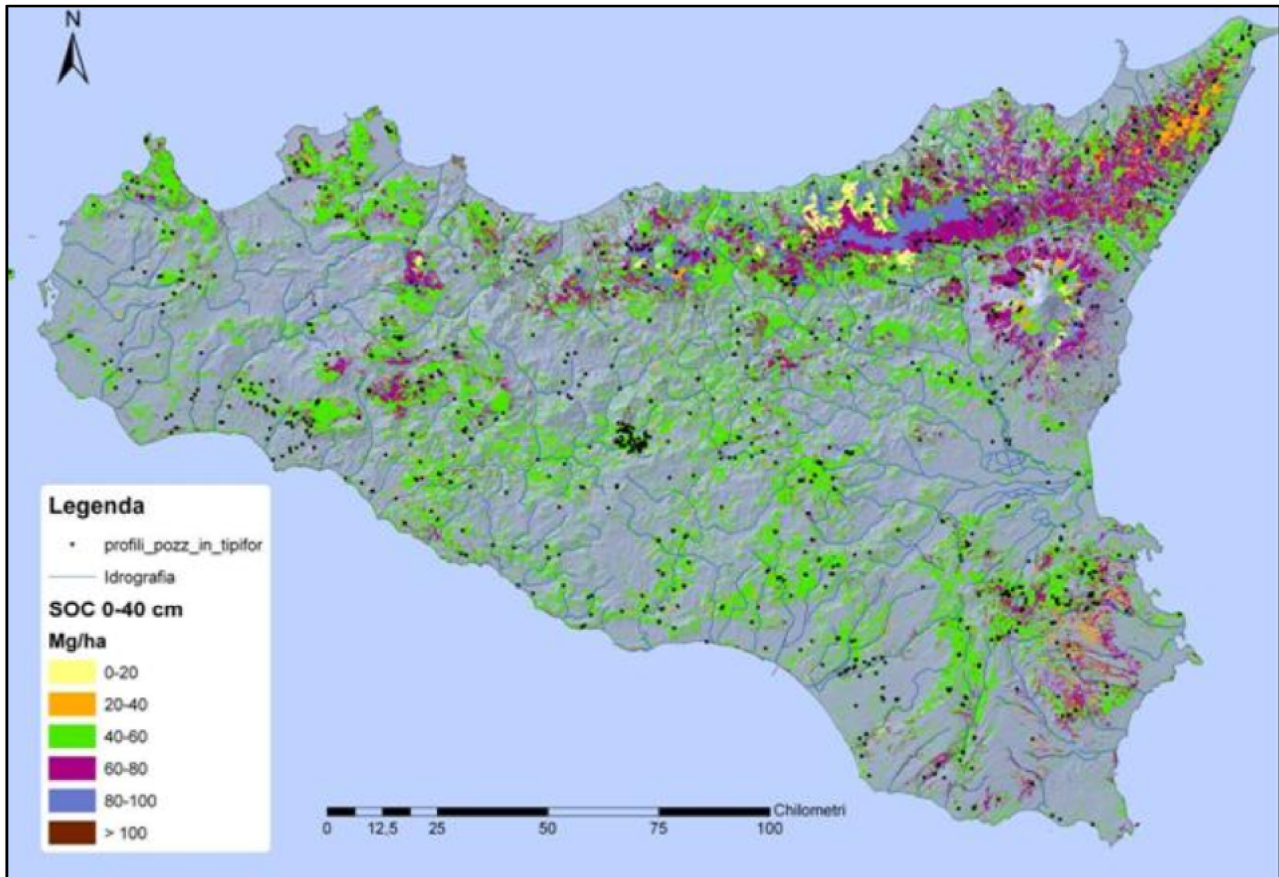 N
Legenda
profili_pozz_in_tipifor
Idrografia
SOC 0-40 cm
Mg/ha
0-20
20-40
40-60
60-80
80-100
> 100
Chilometri
0 12,5 25 50 75 100